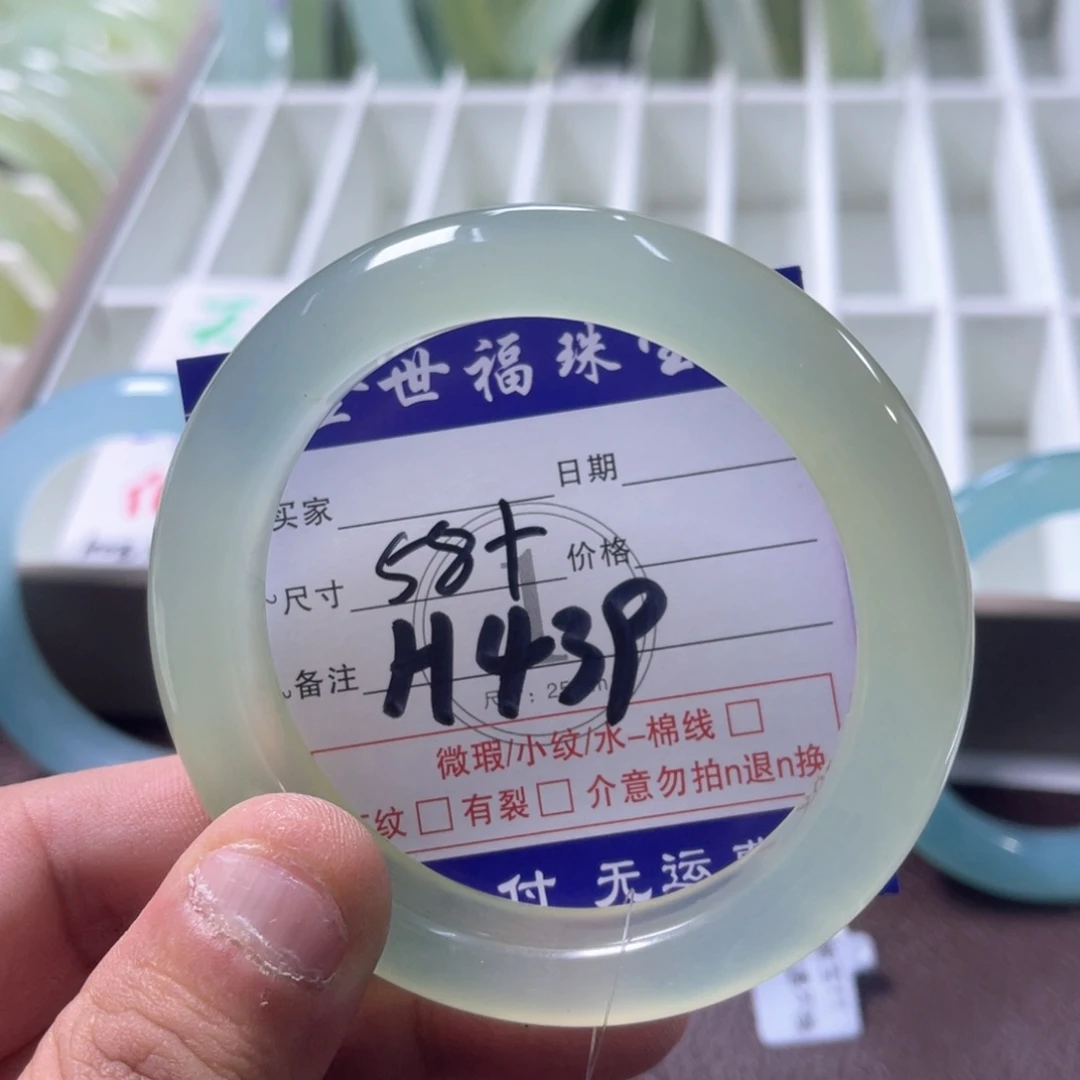 世福珠
日期
买家
58+
尺寸
价格
H43P
备注
微瑕/小纹/水-棉线 □
纹 □ 有裂 □ 介意勿拍n退n换
付 无运